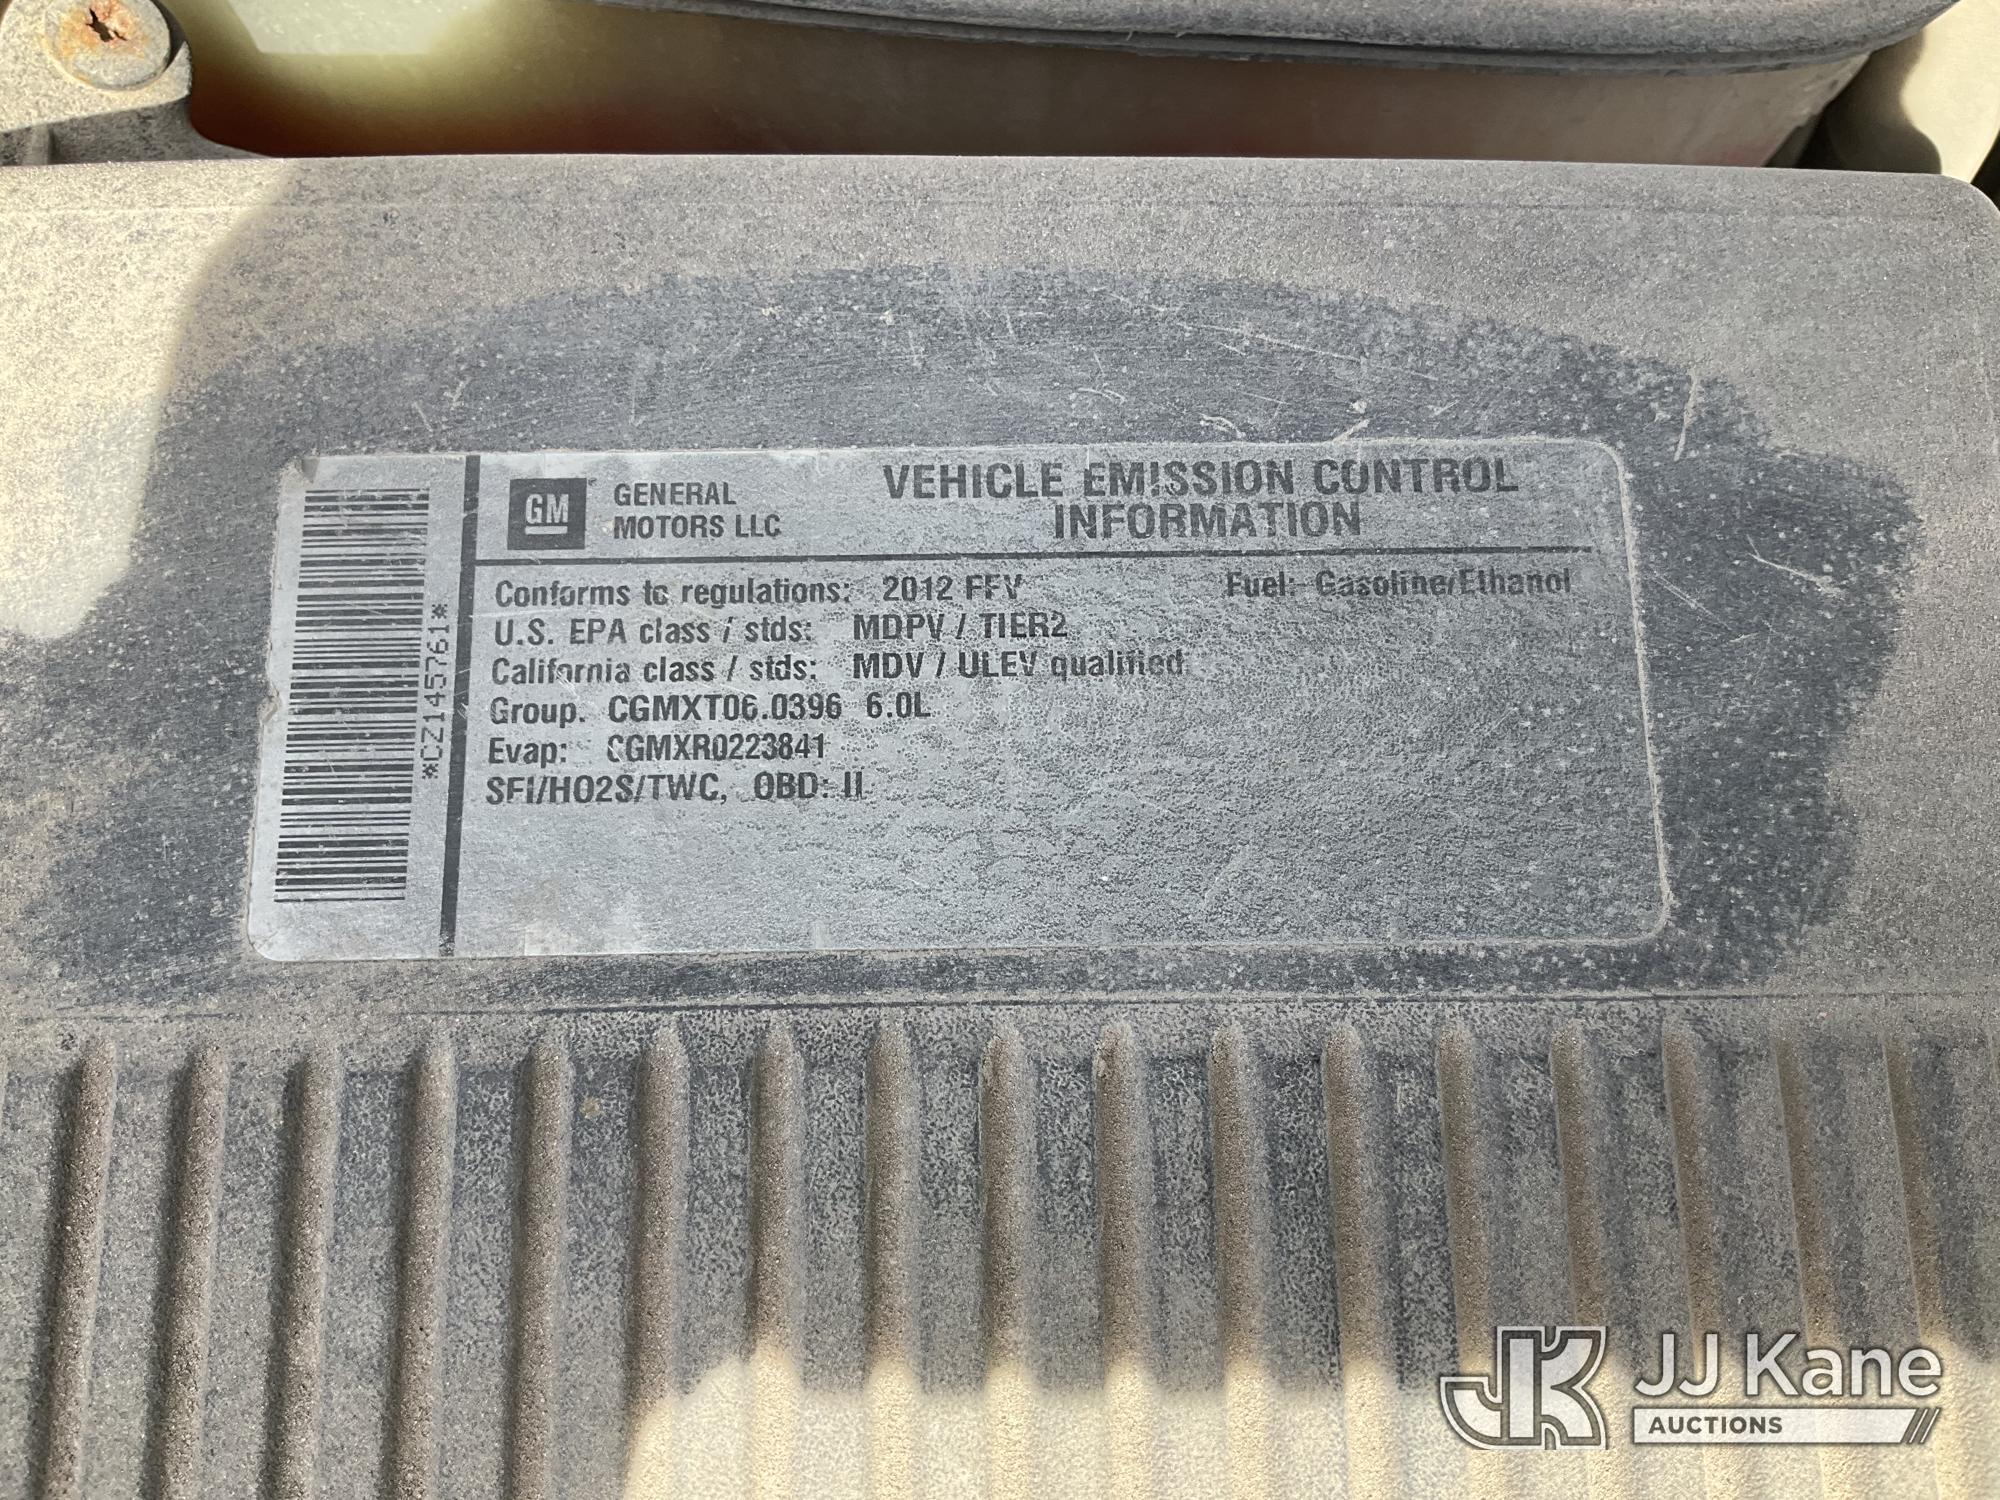 GM GENERAL
MOTORS LLC
VEHICLE EMISSION CONTROL
INFORMATION
Conforms to regulations: 2012 FFV Fuel: Gasoline/Ethanol
U.S. EPA class / stds: MDPV / TIER2
California class / stds: MDV / ULEV qualified
Group: CGMXT06.0396 6.0L
Evap: CGMXR0223841
SFI/HO2S/TWC, OBD: II
*CZ145761*
JK JJ Kane
AUCTIONS